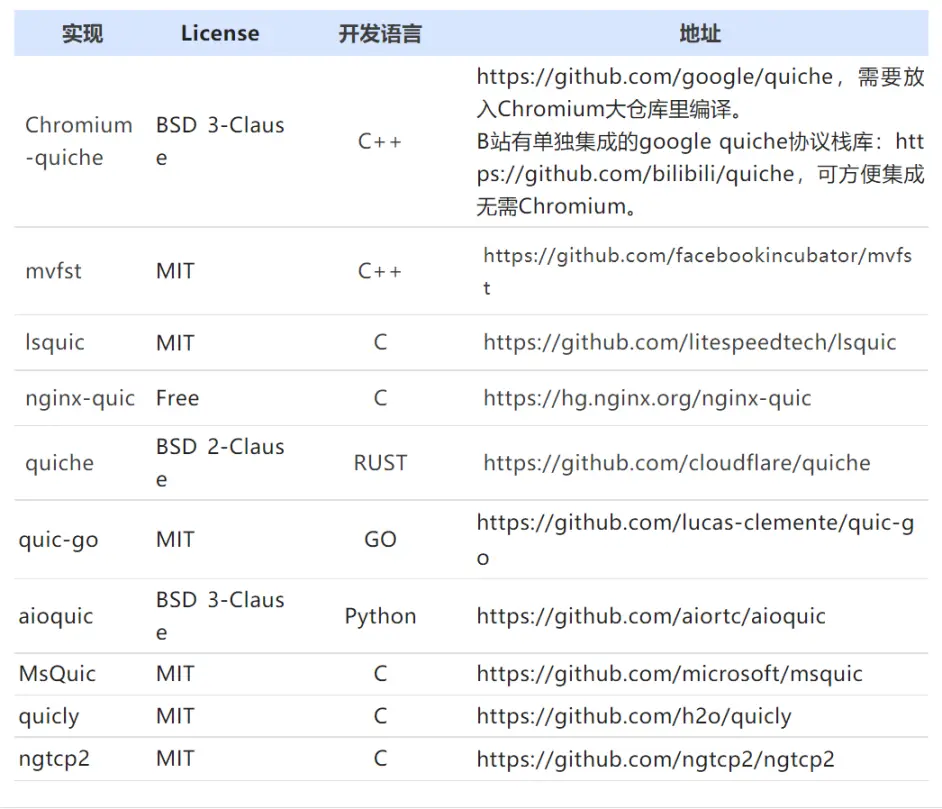 实现 License 开发语言 地址
https://github.com/google/quiche，需要放
入Chromium大仓库里编译。
Chromium
-quiche
BSD 3-Claus
e
C++
B站有单独集成的google quiche协议栈库：htt
ps://github.com/bilibili/quiche，可方便集成
无需Chromium。
mvfst MIT C++
https://github.com/facebookincubator/mvfs
t
lsquic MIT C https://github.com/litespeedtech/lsquic
nginx-quic Free C https://hg.nginx.org/nginx-quic
quiche
BSD 2-Claus
e
RUST https://github.com/cloudflare/quiche
quic-go MIT GO
https://github.com/lucas-clemente/quic-g
o
aioquic
BSD 3-Claus
e
Python https://github.com/aiortc/aioquic
MsQuic MIT C https://github.com/microsoft/msquic
quicly MIT C https://github.com/h2o/quicly
ngtcp2 MIT C https://github.com/ngtcp2/ngtcp2